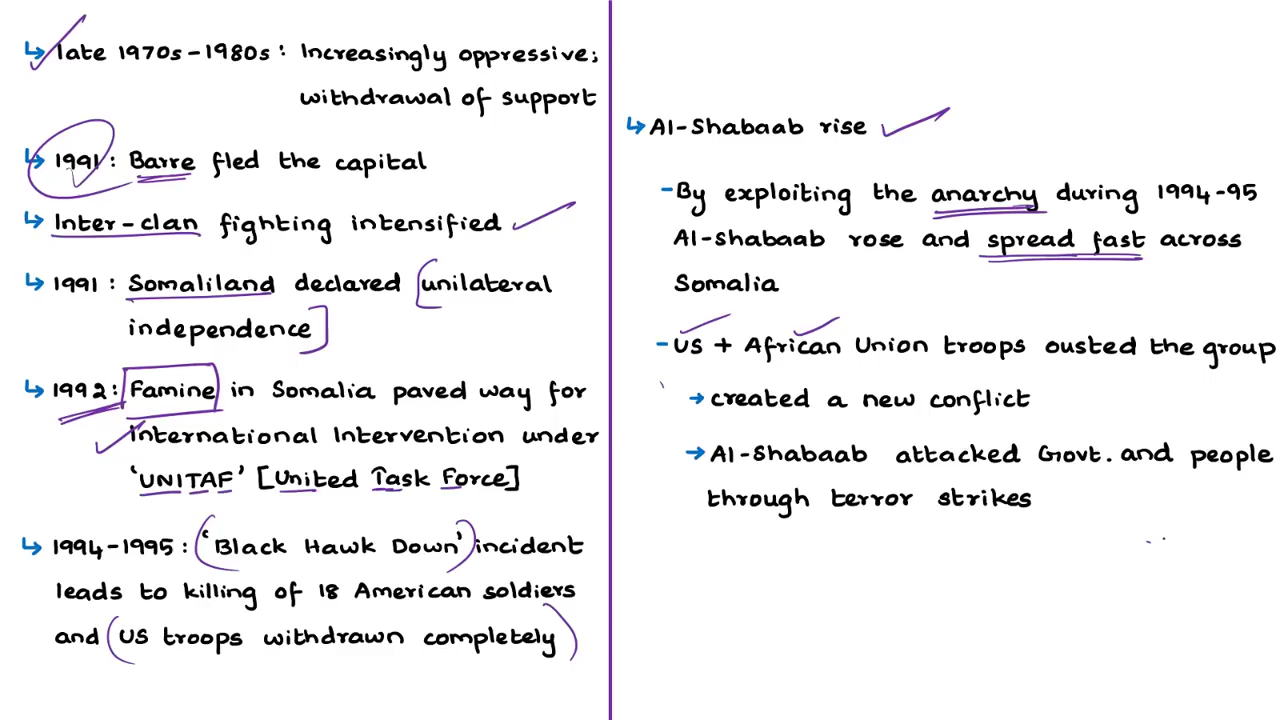 ↳ late 1970s-1980s: Increasingly oppressive;
withdrawal of support
↳ 1991: Barre fled the capital
↳ Inter-clan fighting intensified
↳ 1991: Somaliland declared [unilateral
independence]
↳ 1992: Famine in Somalia paved way for
International Intervention under
'UNITAF' [United Task Force]
↳ 1994-1995: ('Black Hawk Down') incident
leads to killing of 18 American soldiers
and (US troops withdrawn completely)
↳ Al-Shabaab rise
- By exploiting the anarchy during 1994-95
Al-Shabaab rose and spread fast across
Somalia
- US + African Union troops ousted the group
→ created a new conflict
→ Al-Shabaab attacked Govt. and people
through terror strikes